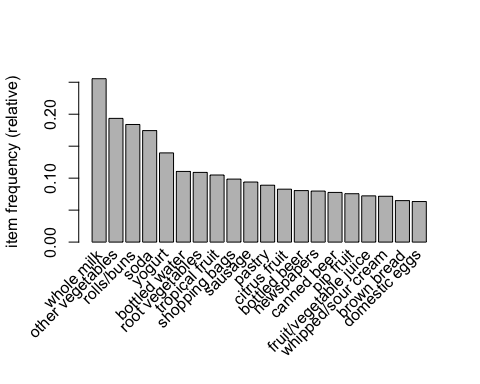 item frequency (relative)
0.20
0.10
0.00
whole milk
other vegetables
rolls/buns
soda
yogurt
bottled water
root vegetables
tropical fruit
shopping bags
sausage
pastry
citrus fruit
bottled beer
newspapers
canned beer
pip fruit
fruit/vegetable juice
whipped/sour cream
brown bread
domestic eggs